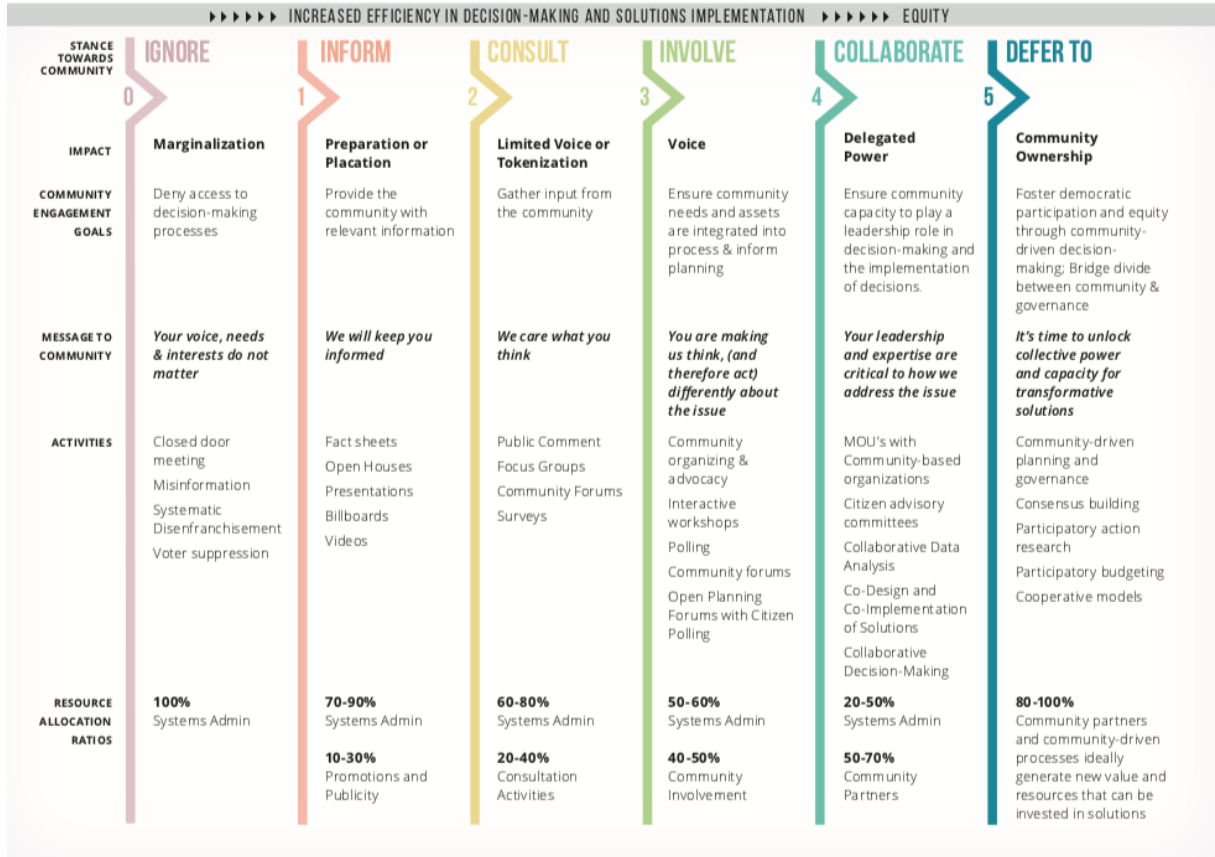 INCREASED EFFICIENCY IN DECISION-MAKING AND SOLUTIONS IMPLEMENTATION EQUITY
STANCE
TOWARDS
COMMUNITY
IGNORE
0
INFORM
1
CONSULT
2
INVOLVE
3
COLLABORATE
4
DEFER TO
5
IMPACT
Marginalization
Preparation or
Placation
Limited Voice or
Tokenization
Voice
Delegated
Power
Community
Ownership
COMMUNITY
ENGAGEMENT
GOALS
Deny access to
decision-making
processes
Provide the
community with
relevant information
Gather input from
the community
Ensure community
needs and assets
are integrated into
process & inform
planning
Ensure community
capacity to play a
leadership role in
decision-making and
the implementation
of decisions.
Foster democratic
participation and equity
through community-
driven decision-
making; Bridge divide
between community &
governance
MESSAGE TO
COMMUNITY
Your voice, needs
& interests do not
matter
We will keep you
informed
We care what you
think
You are making
us think, (and
therefore act)
differently about
the issue
Your leadership
and expertise are
critical to how we
address the issue
It's time to unlock
collective power
and capacity for
transformative
solutions
ACTIVITIES
Closed door
meeting
Misinformation
Systematic
Disenfranchisement
Voter suppression
Fact sheets
Open Houses
Presentations
Billboards
Videos
Public Comment
Focus Groups
Community Forums
Surveys
Community
organizing &
advocacy
Interactive
workshops
Polling
Community forums
Open Planning
Forums with Citizen
Polling
MOU's with
Community-based
organizations
Citizen advisory
committees
Collaborative Data
Analysis
Co-Design and
Co-Implementation
of Solutions
Collaborative
Decision-Making
Community-driven
planning and
governance
Consensus building
Participatory action
research
Participatory budgeting
Cooperative models
RESOURCE
ALLOCATION
RATIOS
100%
Systems Admin
70-90%
Systems Admin
10-30%
Promotions and
Publicity
60-80%
Systems Admin
20-40%
Consultation
Activities
50-60%
Systems Admin
40-50%
Community
Involvement
20-50%
Systems Admin
50-70%
Community
Partners
80-100%
Community partners
and community-driven
processes ideally
generate new value and
resources that can be
invested in solutions